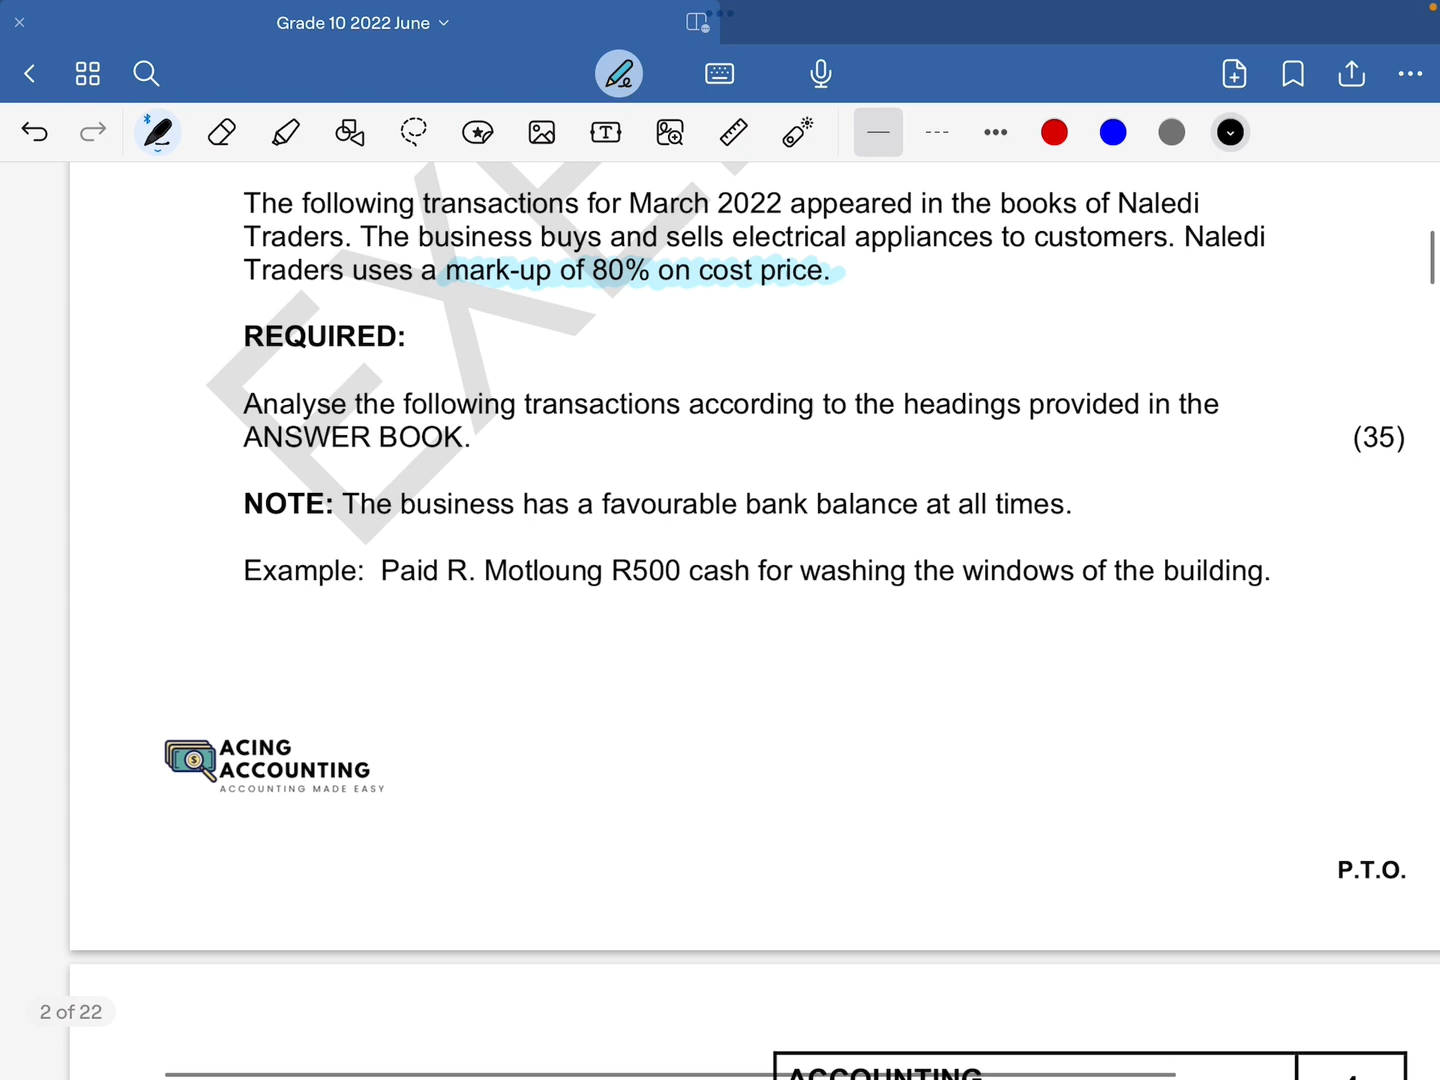 Grade 10 2022 June
The following transactions for March 2022 appeared in the books of Naledi
Traders. The business buys and sells electrical appliances to customers. Naledi
Traders uses a mark-up of 80% on cost price.
REQUIRED:
Analyse the following transactions according to the headings provided in the
ANSWER BOOK.
(35)
NOTE: The business has a favourable bank balance at all times.
Example: Paid R. Motloung R500 cash for washing the windows of the building.
ACING
ACCOUNTING
ACCOUNTING MADE EASY
P.T.O.
2 of 22
ACCOUNTING